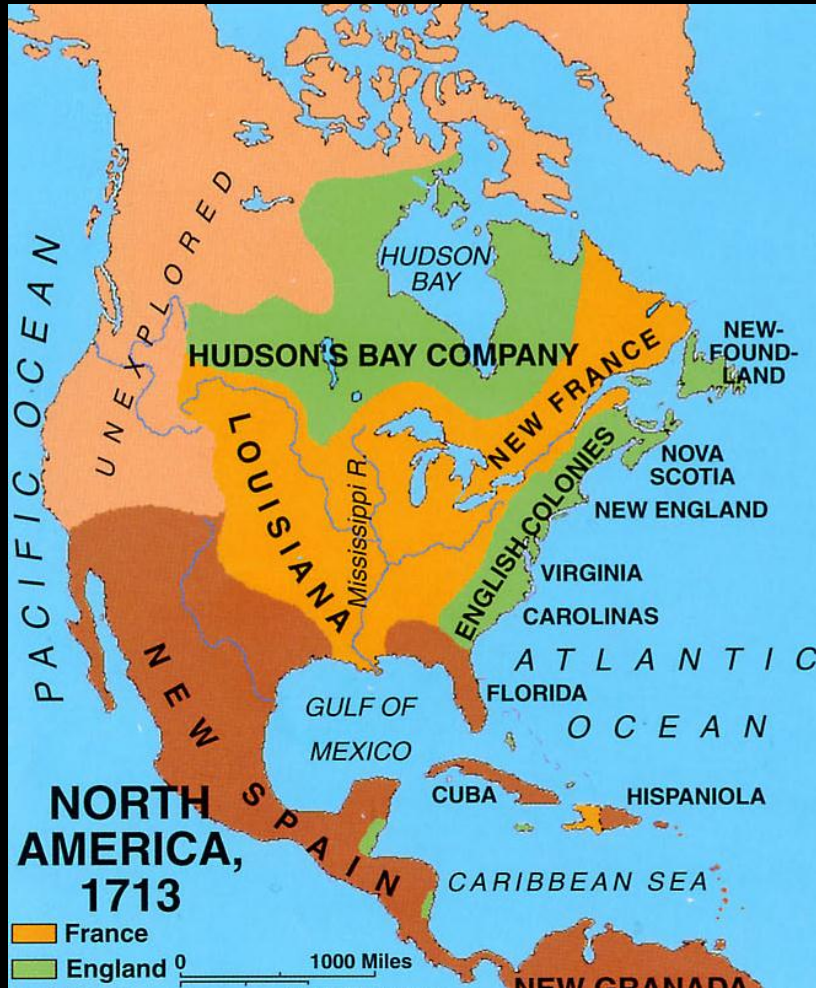 HUDSON
BAY
UNEXPLORED
PACIFIC OCEAN
HUDSON'S BAY COMPANY
NEW-
FOUND-
LAND
NEW FRANCE
LOUISIANA
Mississippi R.
ENGLISH COLONIES
NOVA
SCOTIA
NEW ENGLAND
VIRGINIA
CAROLINAS
ATLANTIC
OCEAN
FLORIDA
GULF OF
MEXICO
NEW SPAIN
CUBA
HISPANIOLA
CARIBBEAN SEA
NORTH
AMERICA,
1713
France
England
0 1000 Miles
NEW GRANADA